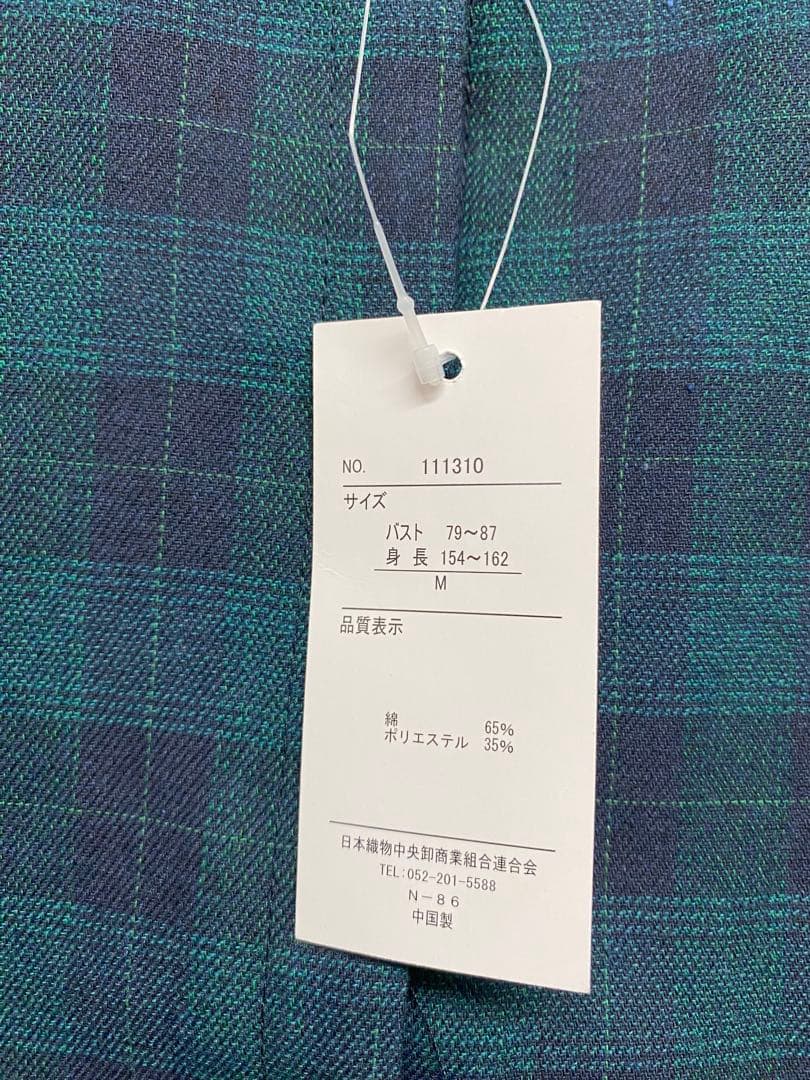 NO. 111310
サイズ
バスト 79～87
身長 154～162
M
品質表示
綿 65%
ポリエステル 35%
日本織物中央卸商業組合連合会
TEL:052-201-5588
N－86
中国製